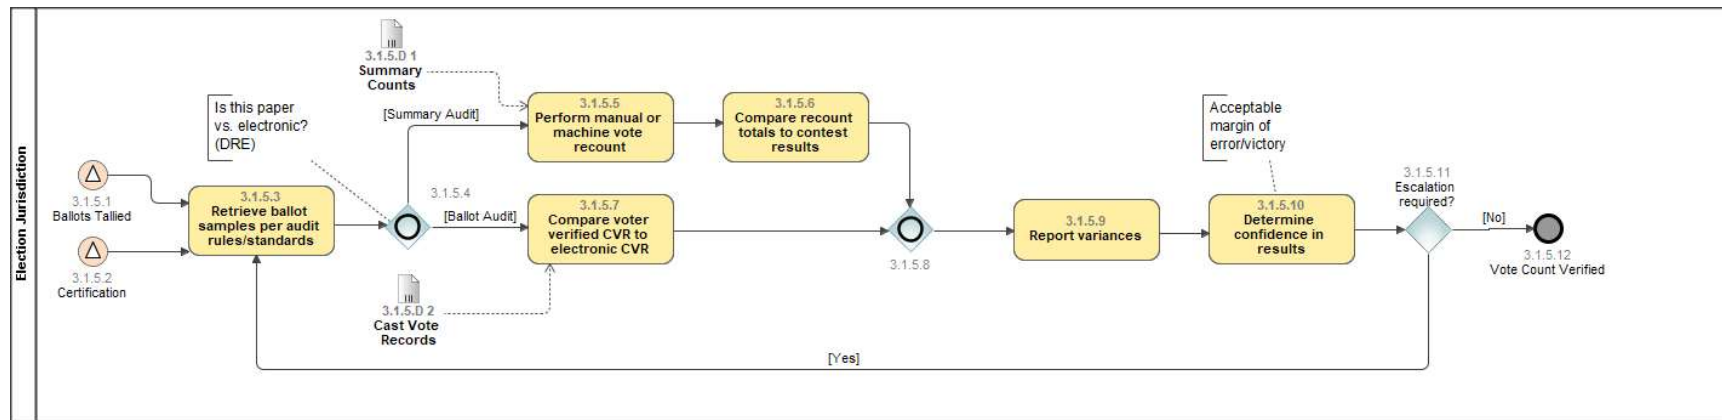 Election Jurisdiction
3.1.5.1
Ballots Tallied
3.1.5.2
Certification
3.1.5.3
Retrieve ballot
samples per audit
rules/standards
Is this paper
vs. electronic?
(DRE)
3.1.5.4
3.1.5.D 1
Summary
Counts
[Summary Audit]
3.1.5.5
Perform manual or
machine vote
recount
3.1.5.6
Compare recount
totals to contest
results
[Ballot Audit]
3.1.5.7
Compare voter
verified CVR to
electronic CVR
3.1.5.D 2
Cast Vote
Records
3.1.5.8
3.1.5.9
Report variances
Acceptable
margin of
error/victory
3.1.5.10
Determine
confidence in
results
3.1.5.11
Escalation
required?
[No]
3.1.5.12
Vote Count Verified
[Yes]